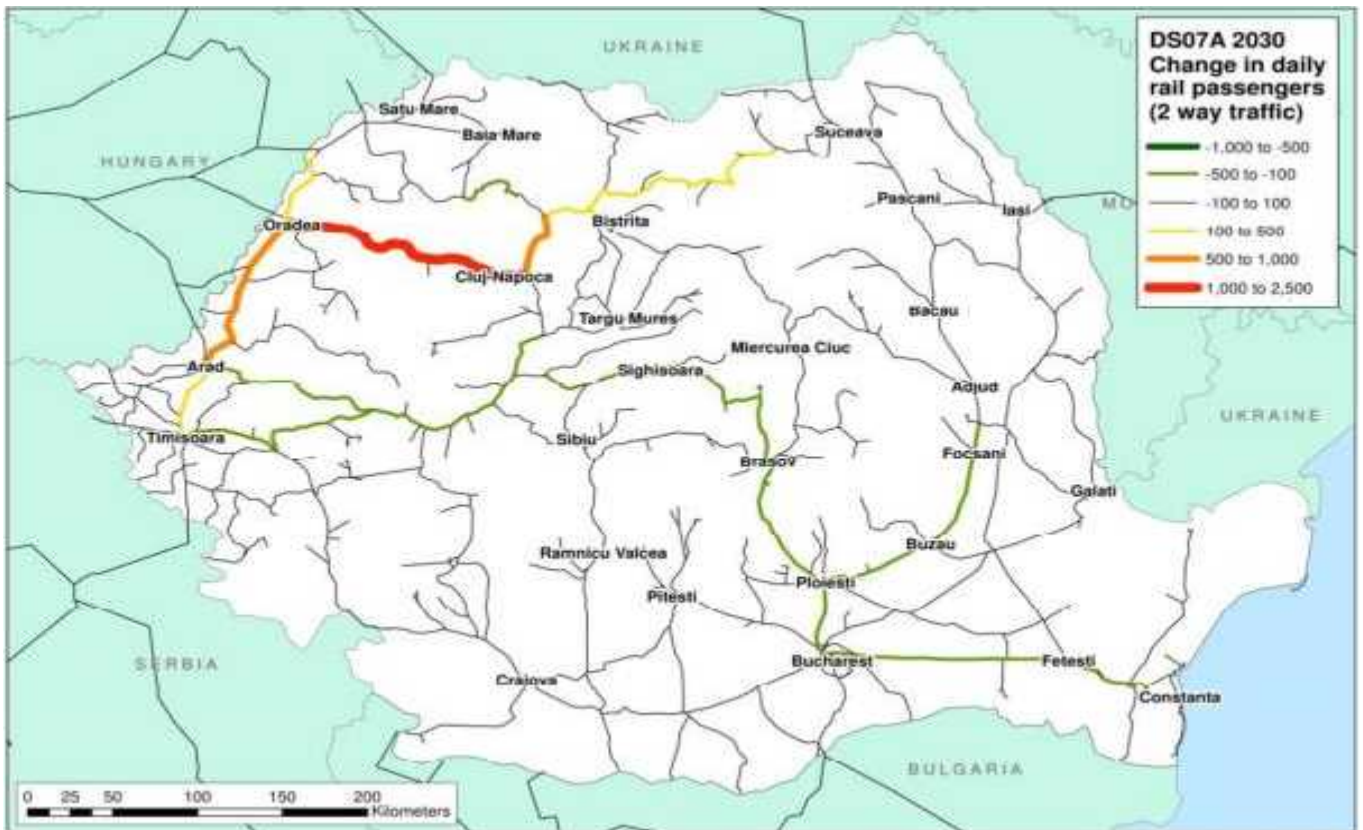 UKRAINE
DS07A 2030
Change in daily
rail passengers
(2 way traffic)
-1,000 to -500
-500 to -100
-100 to 100
100 to 500
500 to 1,000
1,000 to 2,500
Satu Mare
Baia Mare
Suceava
HUNGARY
Pascani
Iasi
MO
Oradea
Bistrita
Cluj-Napoca
Targu Mures
Bacau
Miercurea Ciuc
Arad
Sighisoara
Adjud
UKRAINE
Timisoara
Sibiu
Brasov
Focsani
Galati
Ramnicu Valcea
Buzau
Ploiesti
Pitesti
SERBIA
Bucharest
Fetesti
Craiova
Constanta
BULGARIA
0 25 50 100 150 200
Kilometers